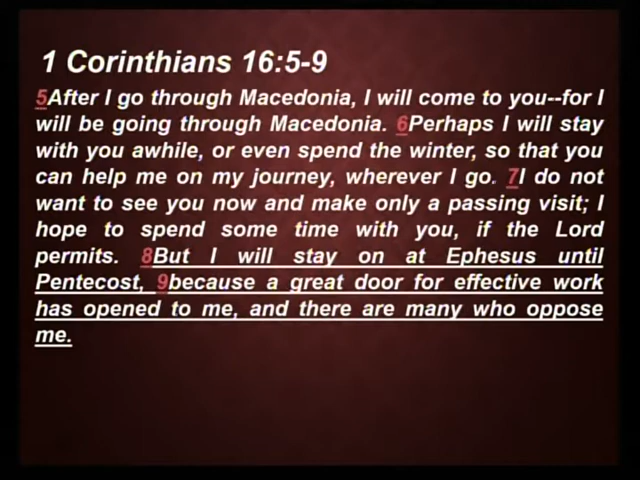 1 Corinthians 16:5-9
5After I go through Macedonia, I will come to you--for I
will be going through Macedonia. 6Perhaps I will stay
with you awhile, or even spend the winter, so that you
can help me on my journey, wherever I go. 7I do not
want to see you now and make only a passing visit; I
hope to spend some time with you, if the Lord
permits. 8But I will stay on at Ephesus until
Pentecost, 9because a great door for effective work
has opened to me, and there are many who oppose
me.